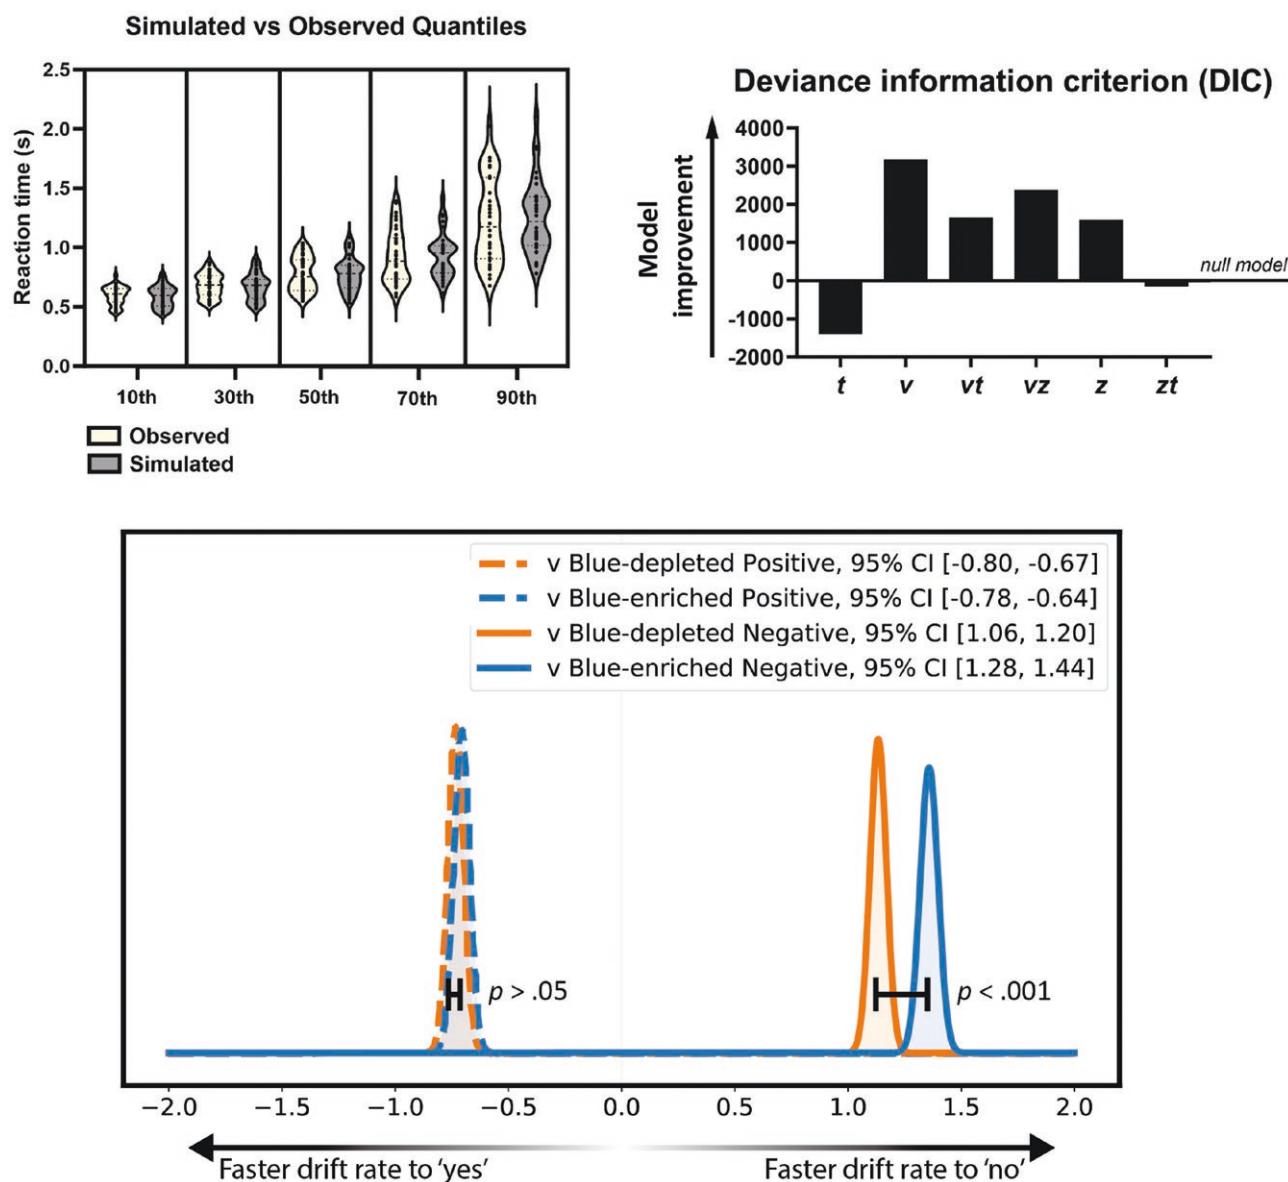 Simulated vs Observed Quantiles
Reaction time (s)
2.5
2.0
1.5
1.0
0.5
0.0
10th 30th 50th 70th 90th
Observed
Simulated
Deviance information criterion (DIC)
Model
improvement
4000
3000
2000
1000
0
-1000
-2000
null model
t v vt vz z zt
v Blue-depleted Positive, 95% CI [-0.80, -0.67]
v Blue-enriched Positive, 95% CI [-0.78, -0.64]
v Blue-depleted Negative, 95% CI [1.06, 1.20]
v Blue-enriched Negative, 95% CI [1.28, 1.44]
p > .05
p < .001
−2.0 −1.5 −1.0 −0.5 0.0 0.5 1.0 1.5 2.0
Faster drift rate to 'yes'
Faster drift rate to 'no'